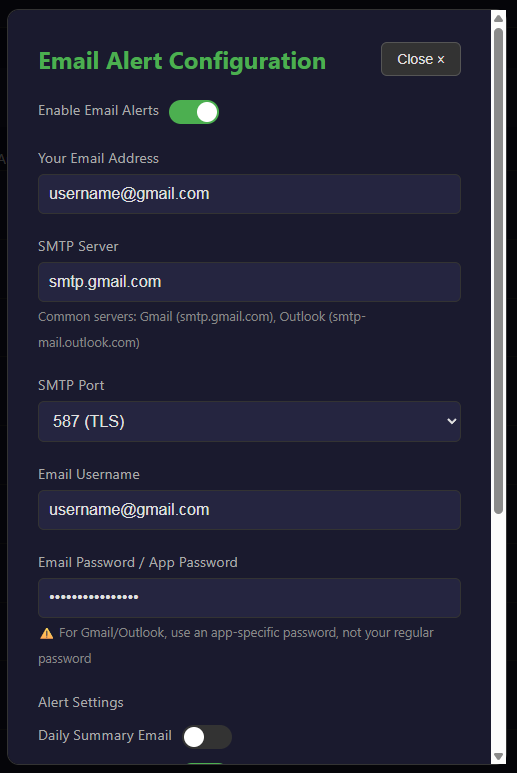 Email Alert Configuration
Close x
Enable Email Alerts
Your Email Address
username@gmail.com
SMTP Server
smtp.gmail.com
Common servers: Gmail (smtp.gmail.com), Outlook (smtp-
mail.outlook.com)
SMTP Port
587 (TLS)
Email Username
username@gmail.com
Email Password / App Password
••••••••••••••••
⚠ For Gmail/Outlook, use an app-specific password, not your regular
password
Alert Settings
Daily Summary Email